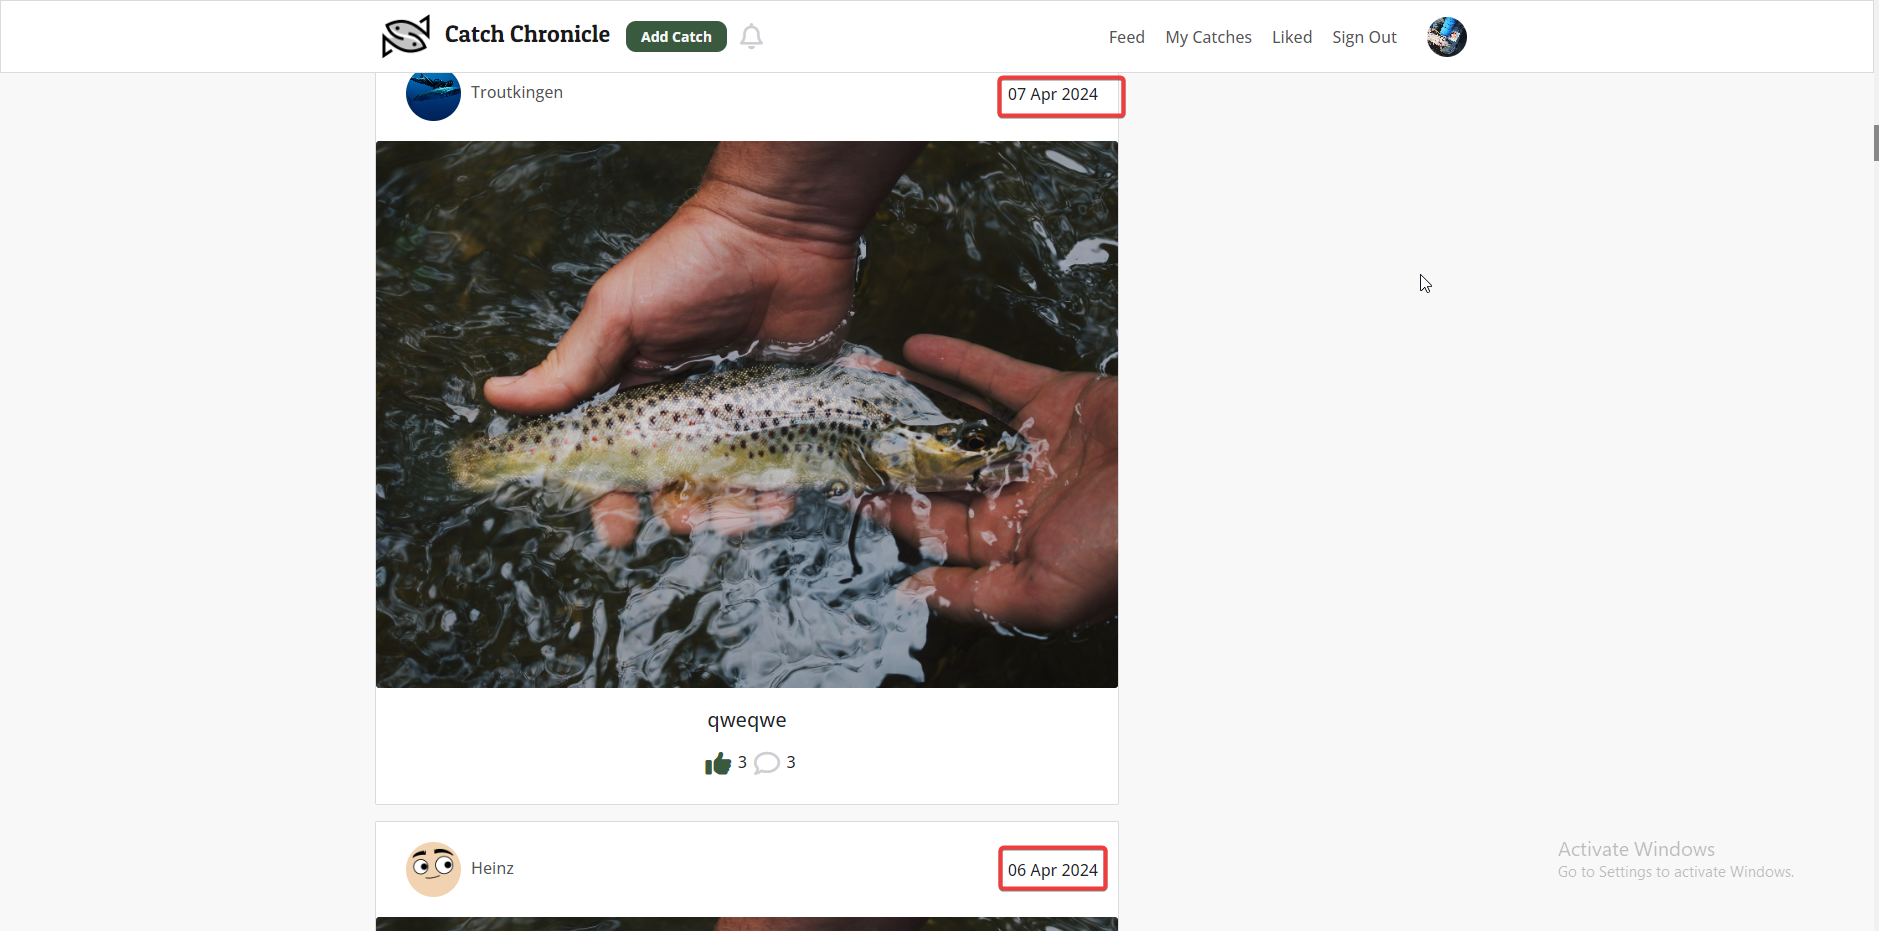 Catch Chronicle
Add Catch
Feed
My Catches
Liked
Sign Out
Troutkingen
07 Apr 2024
qweqwe
3
3
Heinz
06 Apr 2024
Activate Windows
Go to Settings to activate Windows.